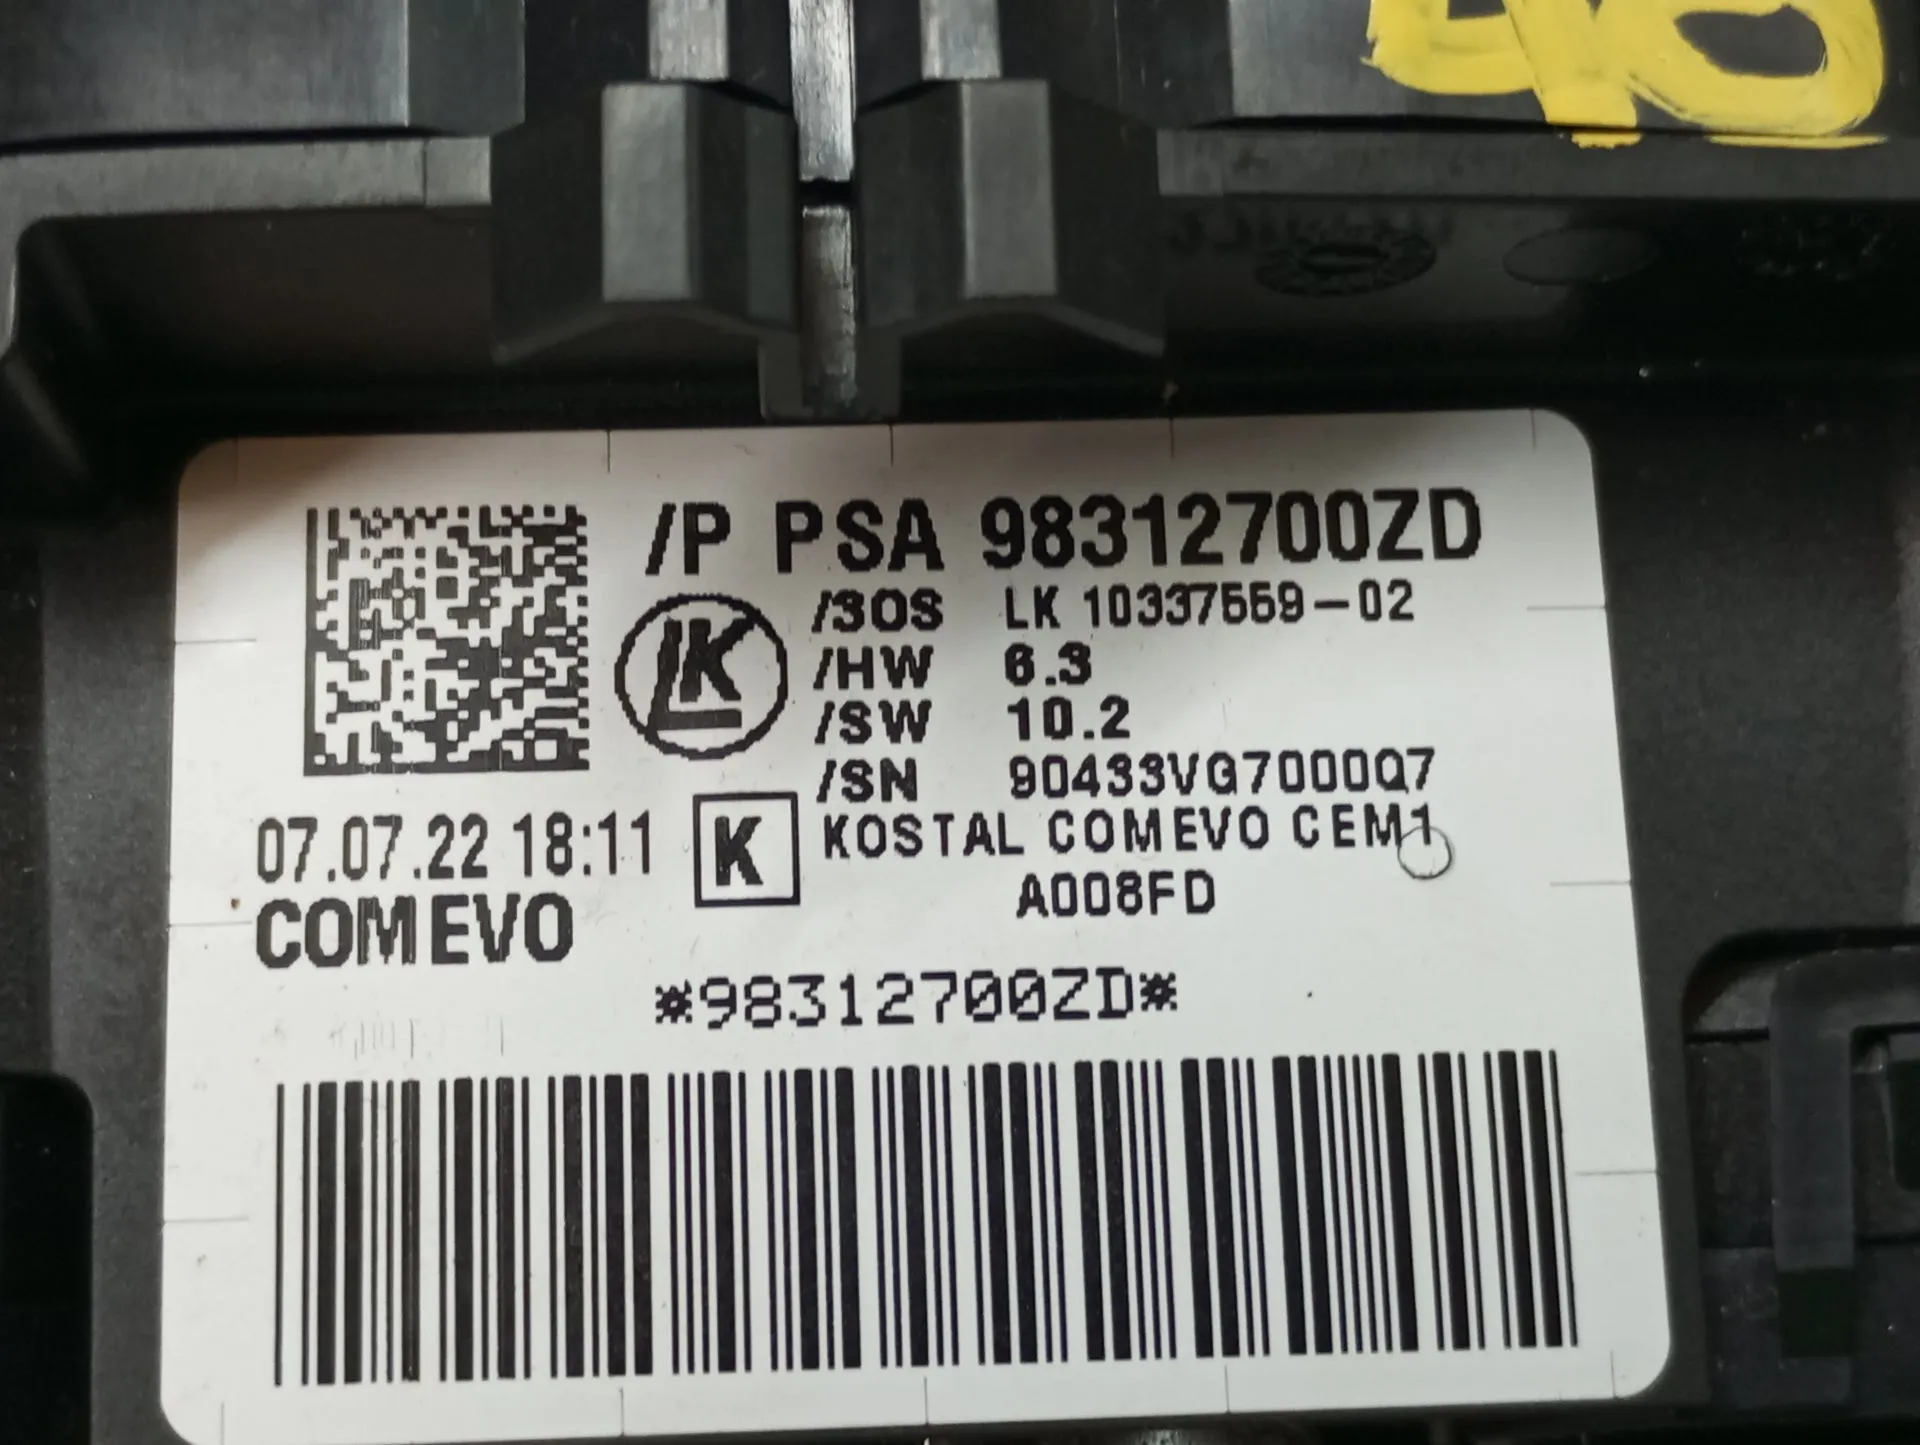 /P PSA 98312700ZD
/3OS LK 10337559-02
LK
/HW 6.3
/SW 10.2
/SN 90433VG7000Q7
07.07.22 18:11 K KOSTAL COMEVO CEM1
A008FD
COMEVO
*98312700ZD*